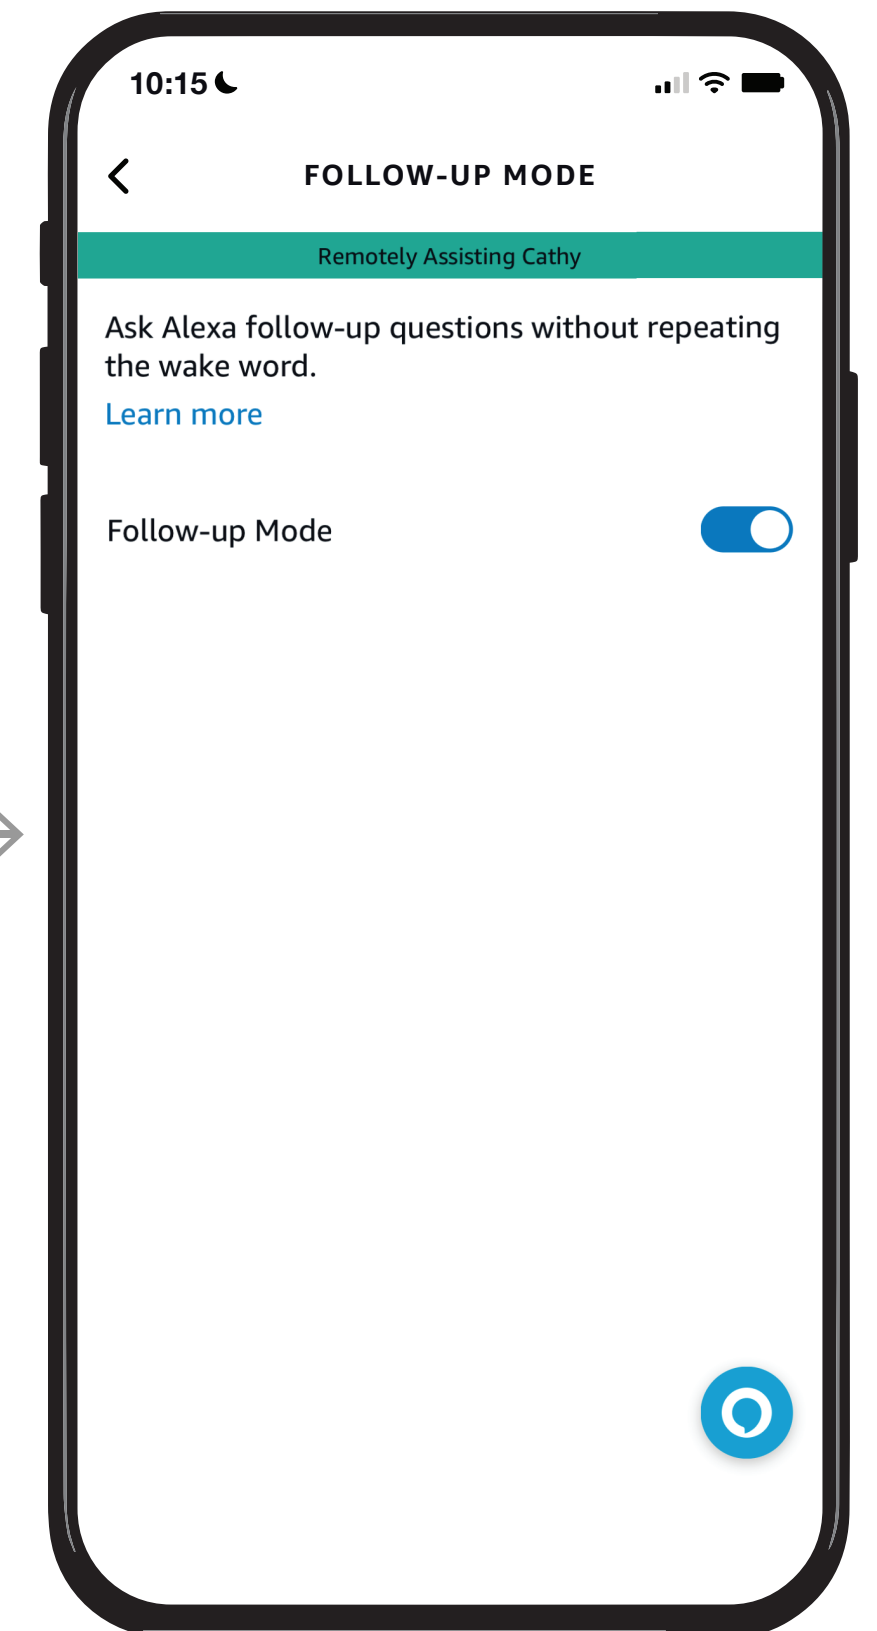 10:15
FOLLOW-UP MODE
Remotely Assisting Cathy
Ask Alexa follow-up questions without repeating
the wake word.
Learn more
Follow-up Mode